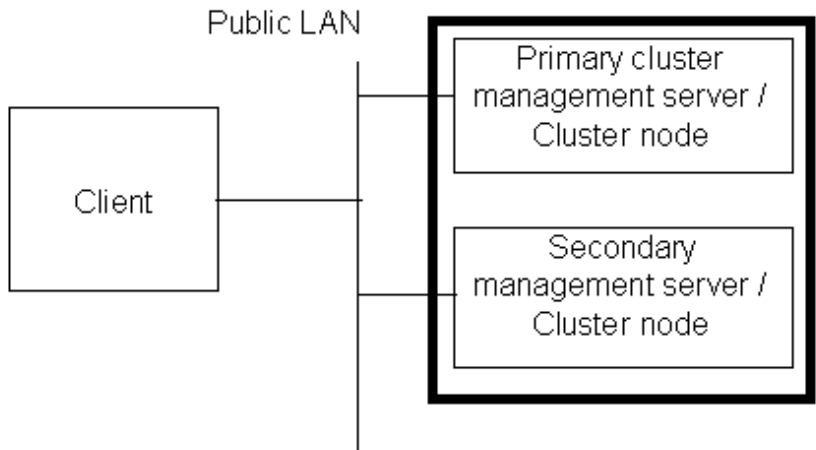 Public LAN
Primary cluster
management server /
Cluster node
Client
Secondary
management server /
Cluster node